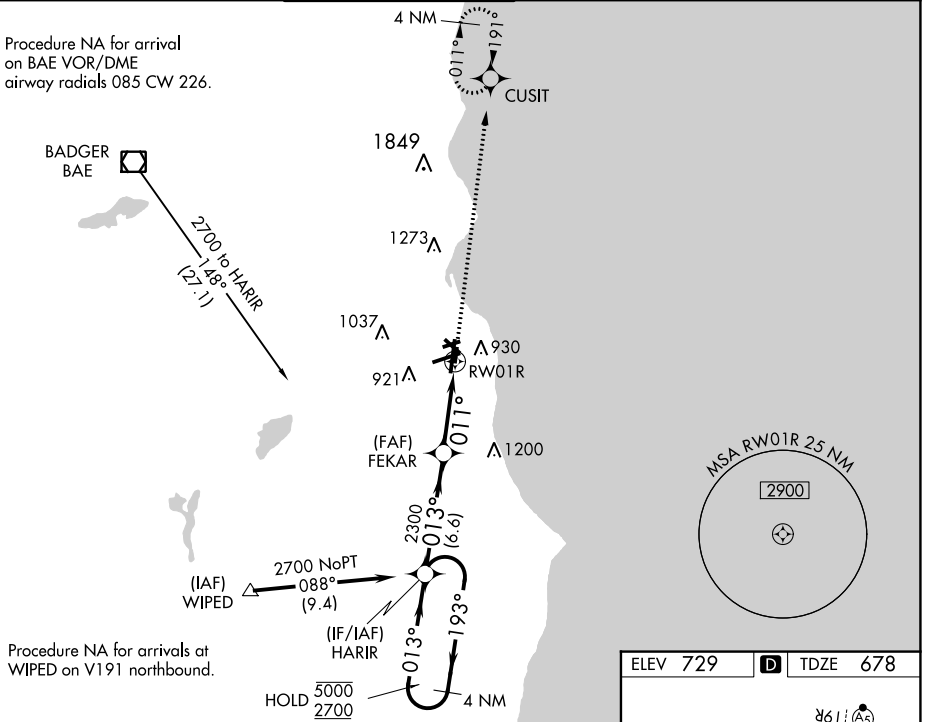 4 NM
011°
191°
CUSIT
Procedure NA for arrival
on BAE VOR/DME
airway radials 085 CW 226.
BADGER
BAE
1849
2700 to HARIR
148°
(27.1)
1273
1037
930
RW01R
921
011°
(FAF)
FEKAR
1200
MSA RW01R 25 NM
2900
2300
013°
(6.6)
(IAF)
WIPED
2700 NoPT
088°
(9.4)
(IF/IAF)
HARIR
013°
193°
Procedure NA for arrivals at
WIPED on V191 northbound.
HOLD
5000
2700
4 NM
ELEV 729
D
TDZE 678
19R
A5